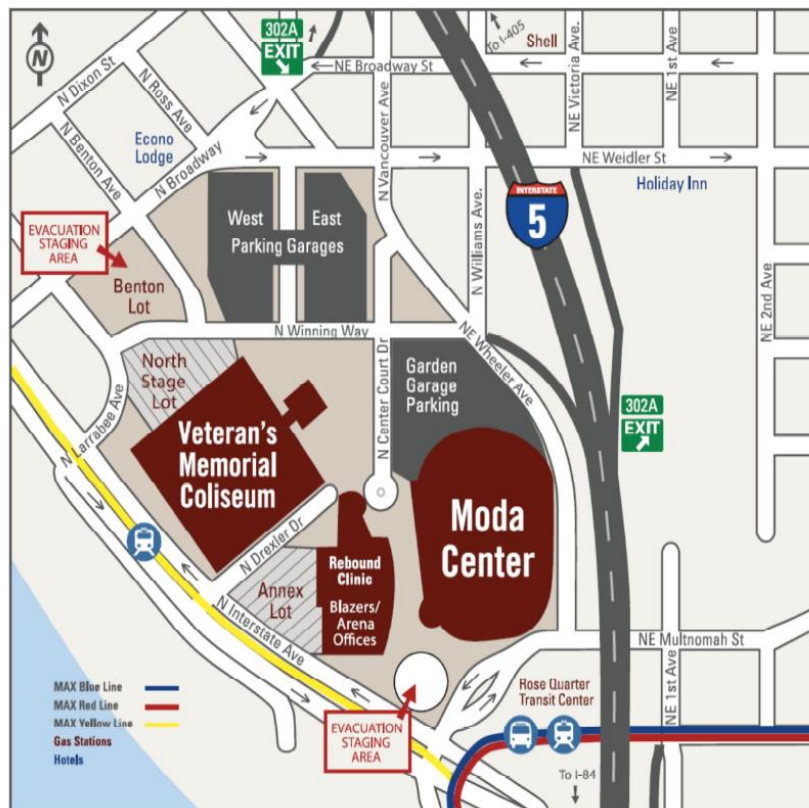 N
302A
EXIT
To I-405
Shell
N Dixon St
N Ross Ave
NE Broadway St
NE Victoria Ave.
NE 1st Ave
N Benton Ave
Econo
Lodge
N Broadway
N Vancouver Ave
NE Weidler St
Holiday Inn
INTERSTATE
5
EVACUATION
STAGING
AREA
West
East
Parking Garages
N Williams Ave.
Benton
Lot
N Winning Way
NE Wheeler Ave
NE 2nd Ave
North
Stage
Lot
N Center Court Dr
Garden
Garage
Parking
302A
EXIT
N Larrabee Ave
Veteran's
Memorial
Coliseum
Moda
Center
N Drexler Dr
Rebound
Clinic
Blazers/
Arena
Offices
Annex
Lot
N Interstate Ave
NE Multnomah St
NE 1st Ave
Rose Quarter
Transit Center
MAX Blue Line
MAX Red Line
MAX Yellow Line
Gas Stations
Hotels
EVACUATION
STAGING
AREA
To I-84